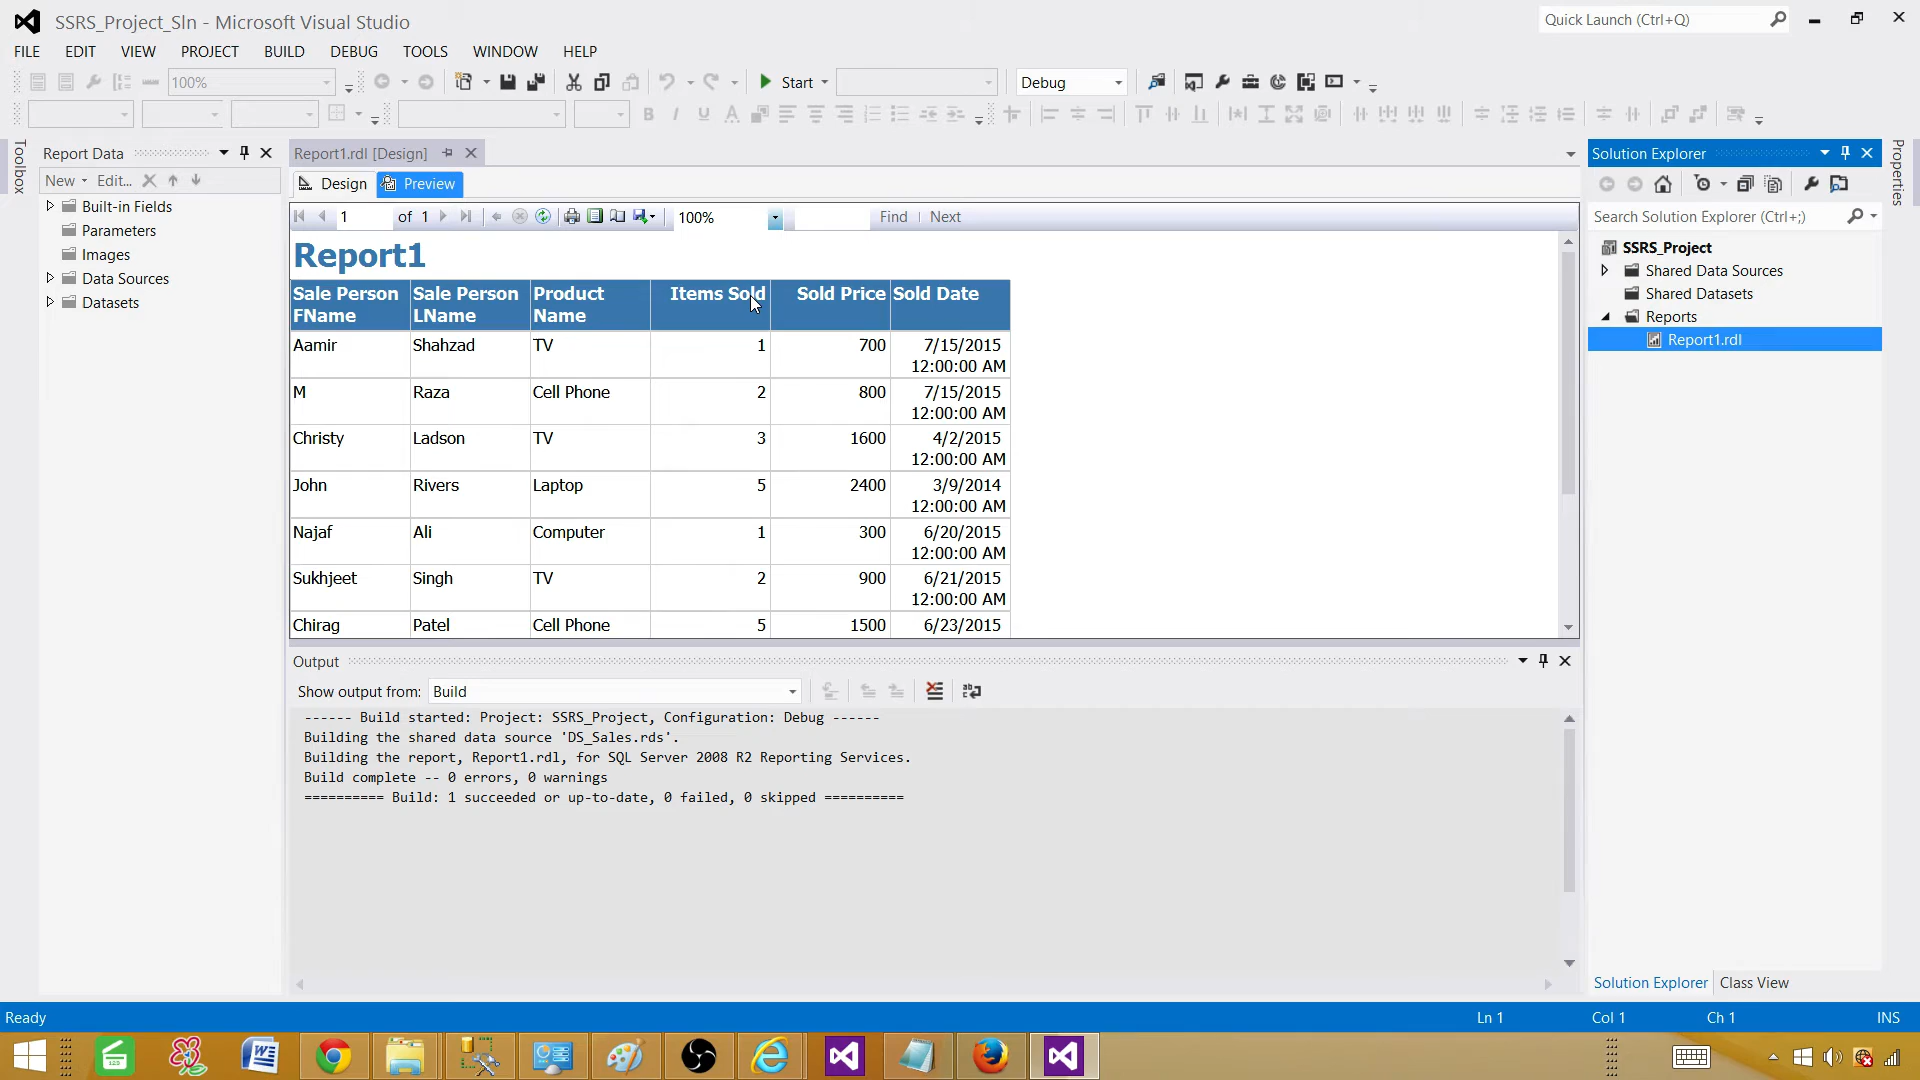 SSRS_Project_Sln - Microsoft Visual Studio
Quick Launch (Ctrl+Q)
FILE EDIT VIEW PROJECT BUILD DEBUG TOOLS WINDOW HELP
100% Start Debug
Toolbox
Report Data
New Edit...
Built-in Fields
Parameters
Images
Data Sources
Datasets
Report1.rdl [Design]
Design Preview
1 of 1 100% Find Next
Report1
Sale Person FName Sale Person LName Product Name Items Sold Sold Price Sold Date
Aamir Shahzad TV 1 700 7/15/2015 12:00:00 AM
M Raza Cell Phone 2 800 7/15/2015 12:00:00 AM
Christy Ladson TV 3 1600 4/2/2015 12:00:00 AM
John Rivers Laptop 5 2400 3/9/2014 12:00:00 AM
Najaf Ali Computer 1 300 6/20/2015 12:00:00 AM
Sukhjeet Singh TV 2 900 6/21/2015 12:00:00 AM
Chirag Patel Cell Phone 5 1500 6/23/2015
Output
Show output from: Build
------ Build started: Project: SSRS_Project, Configuration: Debug ------
Building the shared data source 'DS_Sales.rds'.
Building the report, Report1.rdl, for SQL Server 2008 R2 Reporting Services.
Build complete -- 0 errors, 0 warnings
========== Build: 1 succeeded or up-to-date, 0 failed, 0 skipped ==========
Solution Explorer
Search Solution Explorer (Ctrl+;)
SSRS_Project
Shared Data Sources
Shared Datasets
Reports
Report1.rdl
Solution Explorer Class View
Properties
Ready Ln 1 Col 1 Ch 1 INS